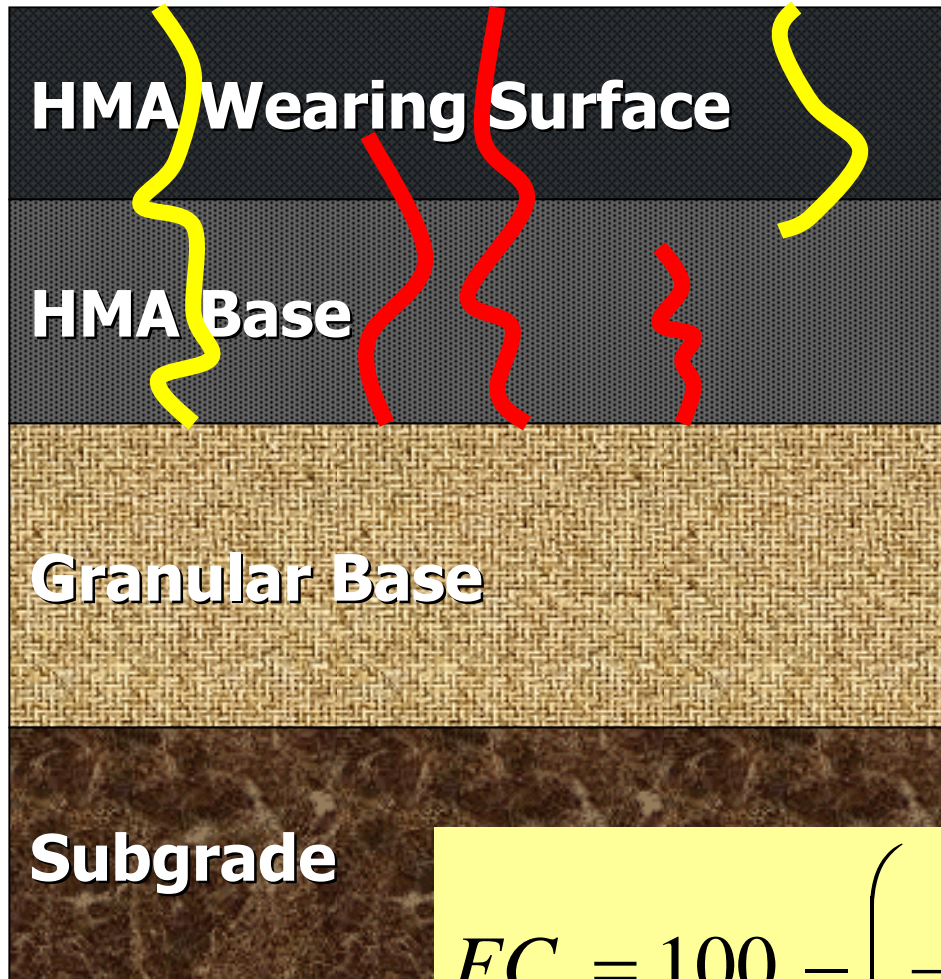 HMA Wearing Surface
HMA Base
Granular Base
Subgrade
FC = 100 – (